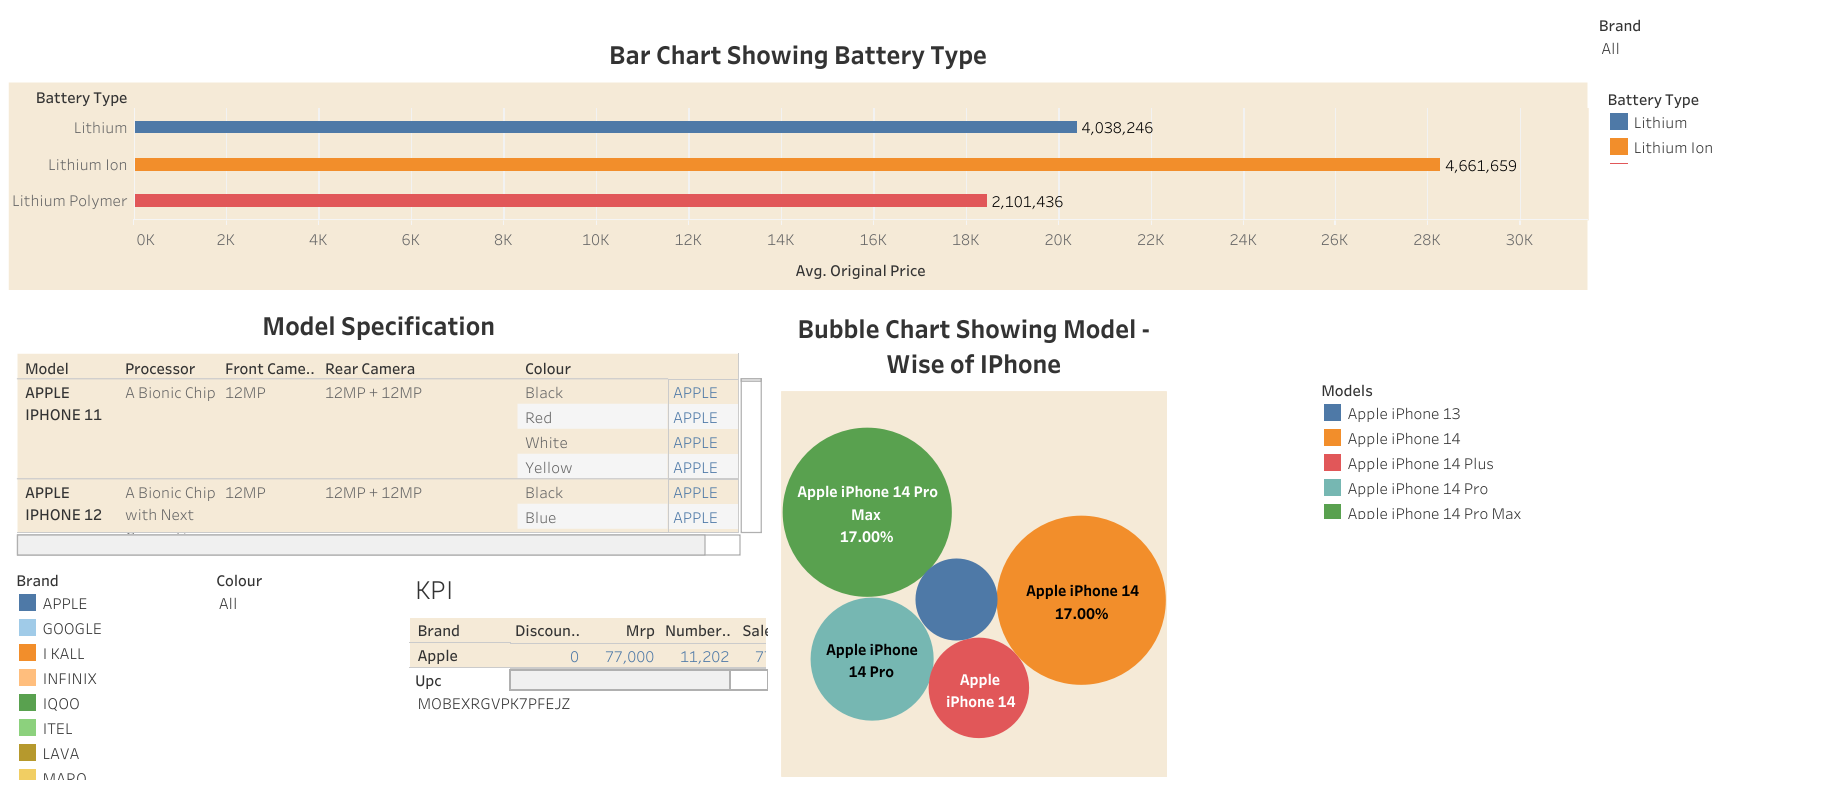 Bar Chart Showing Battery Type
Brand
All
Battery Type
Lithium
4,038,246
Lithium Ion
4,661,659
Lithium Polymer
2,101,436
0K 2K 4K 6K 8K 10K 12K 14K 16K 18K 20K 22K 24K 26K 28K 30K
Avg. Original Price
Battery Type
Lithium
Lithium Ion
Model Specification
Model Processor Front Came.. Rear Camera Colour
APPLE A Bionic Chip 12MP 12MP + 12MP Black APPLE
IPHONE 11 Red APPLE
White APPLE
Yellow APPLE
APPLE A Bionic Chip 12MP 12MP + 12MP Black APPLE
IPHONE 12 with Next Blue APPLE
Bubble Chart Showing Model -
Wise of IPhone
Apple iPhone 14 Pro
Max
17.00%
Apple iPhone 14
17.00%
Apple iPhone
14 Pro
Apple
iPhone 14
Models
Apple iPhone 13
Apple iPhone 14
Apple iPhone 14 Plus
Apple iPhone 14 Pro
Apple iPhone 14 Pro Max
Brand
APPLE
GOOGLE
I KALL
INFINIX
IQOO
ITEL
LAVA
Colour
All
KPI
Brand Discoun.. Mrp Number.. Sale
Apple 0 77,000 11,202
Upc
MOBEXRGVPK7PFEJZ